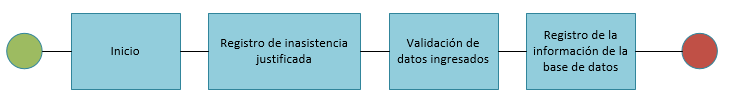 Inicio
Registro de inasistencia
justificada
Validación de
datos ingresados
Registro de la
información de la
base de datos